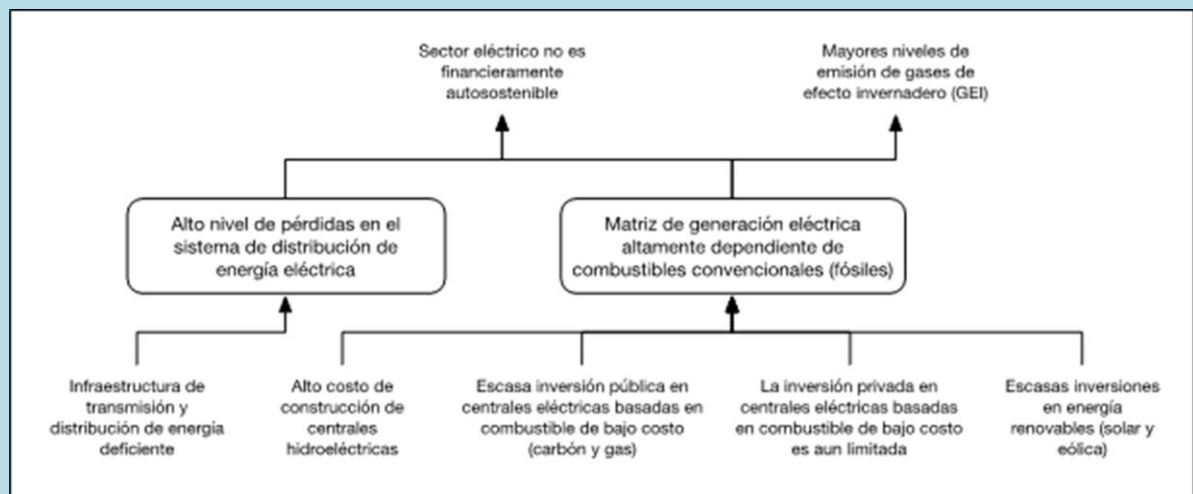 Sector eléctrico no es
financieramente
autosostenible
Mayores niveles de
emisión de gases de
efecto invernadero (GEI)
Alto nivel de pérdidas en el
sistema de distribución de
energía eléctrica
Matriz de generación eléctrica
altamente dependiente de
combustibles convencionales (fósiles)
Infraestructura de
transmisión y
distribución de energía
deficiente
Alto costo de
construcción de
centrales
hidroeléctricas
Escasa inversión pública en
centrales eléctricas basadas en
combustible de bajo costo
(carbón y gas)
La inversión privada en
centrales eléctricas basadas
en combustible de bajo costo
es aun limitada
Escasas inversiones
en energía
renovables (solar y
eólica)